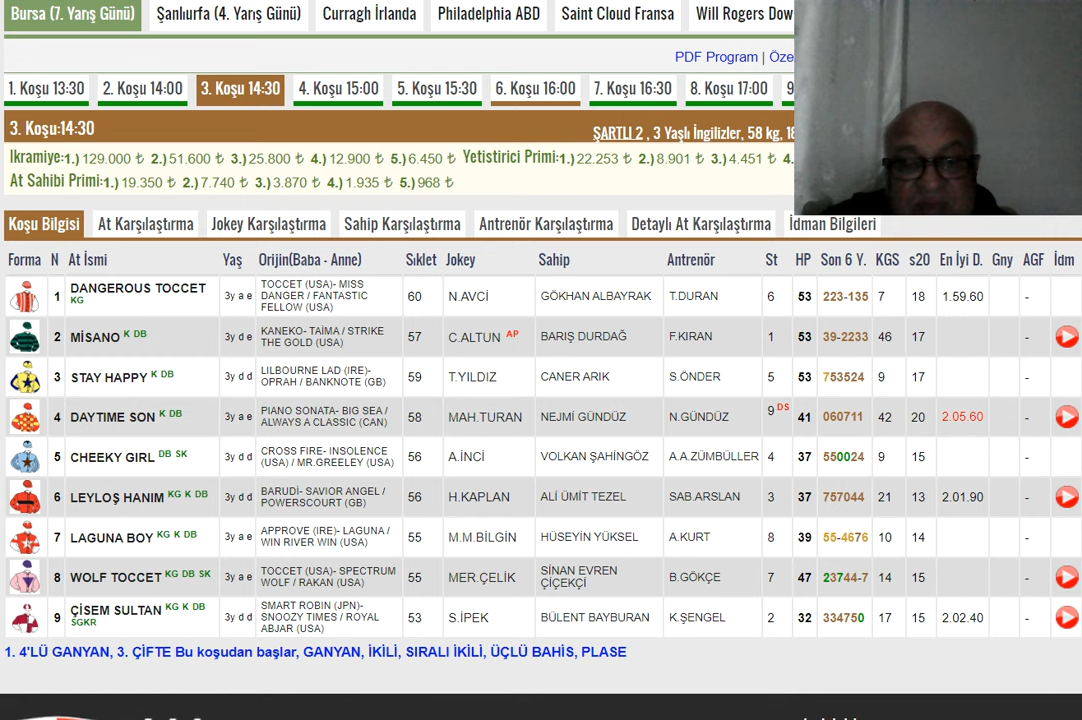 Bursa (7. Yarış Günü) Şanlıurfa (4. Yarış Günü) Curragh İrlanda Philadelphia ABD Saint Cloud Fransa Will Rogers Dow
PDF Program | Öze
1. Koşu 13:30 2. Koşu 14:00 3. Koşu 14:30 4. Koşu 15:00 5. Koşu 15:30 6. Koşu 16:00 7. Koşu 16:30 8. Koşu 17:00 9
3. Koşu:14:30 ŞARTLI 2 , 3 Yaşlı İngilizler, 58 kg, 18
Ikramiye:1.) 129.000 ₺ 2.) 51.600 ₺ 3.) 25.800 ₺ 4.) 12.900 ₺ 5.) 6.450 ₺ Yetistirici Primi:1.) 22.253 ₺ 2.) 8.901 ₺ 3.) 4.451 ₺ 4.
At Sahibi Primi:1.) 19.350 ₺ 2.) 7.740 ₺ 3.) 3.870 ₺ 4.) 1.935 ₺ 5.) 968 ₺
Koşu Bilgisi At Karşılaştırma Jokey Karşılaştırma Sahip Karşılaştırma Antrenör Karşılaştırma Detaylı At Karşılaştırma İdman Bilgileri
Forma N At İsmi Yaş Orijin(Baba - Anne) Sıklet Jokey Sahip Antrenör St HP Son 6 Y. KGS s20 En İyi D. Gny AGF İdm
1 DANGEROUS TOCCET KG 3y a e TOCCET (USA)- MISS DANGER / FANTASTIC FELLOW (USA) 60 N.AVCİ GÖKHAN ALBAYRAK T.DURAN 6 53 223-135 7 18 1.59.60 -
2 MİSANO K DB 3y d e KANEKO- TAİMA / STRIKE THE GOLD (USA) 57 C.ALTUN AP BARIŞ DURDAĞ F.KIRAN 1 53 39-2233 46 17 -
3 STAY HAPPY K DB 3y d d LILBOURNE LAD (IRE)- OPRAH / BANKNOTE (GB) 59 T.YILDIZ CANER ARIK S.ÖNDER 5 53 753524 9 17 -
4 DAYTIME SON K DB 3y a e PIANO SONATA- BIG SEA / ALWAYS A CLASSIC (CAN) 58 MAH.TURAN NEJMİ GÜNDÜZ N.GÜNDÜZ 9 DS 41 060711 42 20 2.05.60 -
5 CHEEKY GIRL DB SK 3y d d CROSS FIRE- INSOLENCE (USA) / MR.GREELEY (USA) 56 A.İNCİ VOLKAN ŞAHİNGÖZ A.A.ZÜMBÜLLER 4 37 550024 9 15 -
6 LEYLOŞ HANIM KG K DB 3y d d BARUDİ- SAVIOR ANGEL / POWERSCOURT (GB) 56 H.KAPLAN ALİ ÜMİT TEZEL SAB.ARSLAN 3 37 757044 21 13 2.01.90 -
7 LAGUNA BOY KG K DB 3y a e APPROVE (IRE)- LAGUNA / WIN RIVER WIN (USA) 55 M.M.BİLGİN HÜSEYİN YÜKSEL A.KURT 8 39 55-4676 10 14 -
8 WOLF TOCCET KG DB SK 3y a e TOCCET (USA)- SPECTRUM WOLF / RAKAN (USA) 55 MER.ÇELİK SİNAN EVREN ÇİÇEKÇİ B.GÖKÇE 7 47 23744-7 14 15 -
9 ÇİSEM SULTAN KG K DB SGKR 3y d d SMART ROBIN (JPN)- SNOOZY TIMES / ROYAL ABJAR (USA) 53 S.İPEK BÜLENT BAYBURAN K.ŞENGEL 2 32 334750 17 15 2.02.40 -
1. 4'LÜ GANYAN, 3. ÇİFTE Bu koşudan başlar, GANYAN, İKİLİ, SIRALI İKİLİ, ÜÇLÜ BAHİS, PLASE